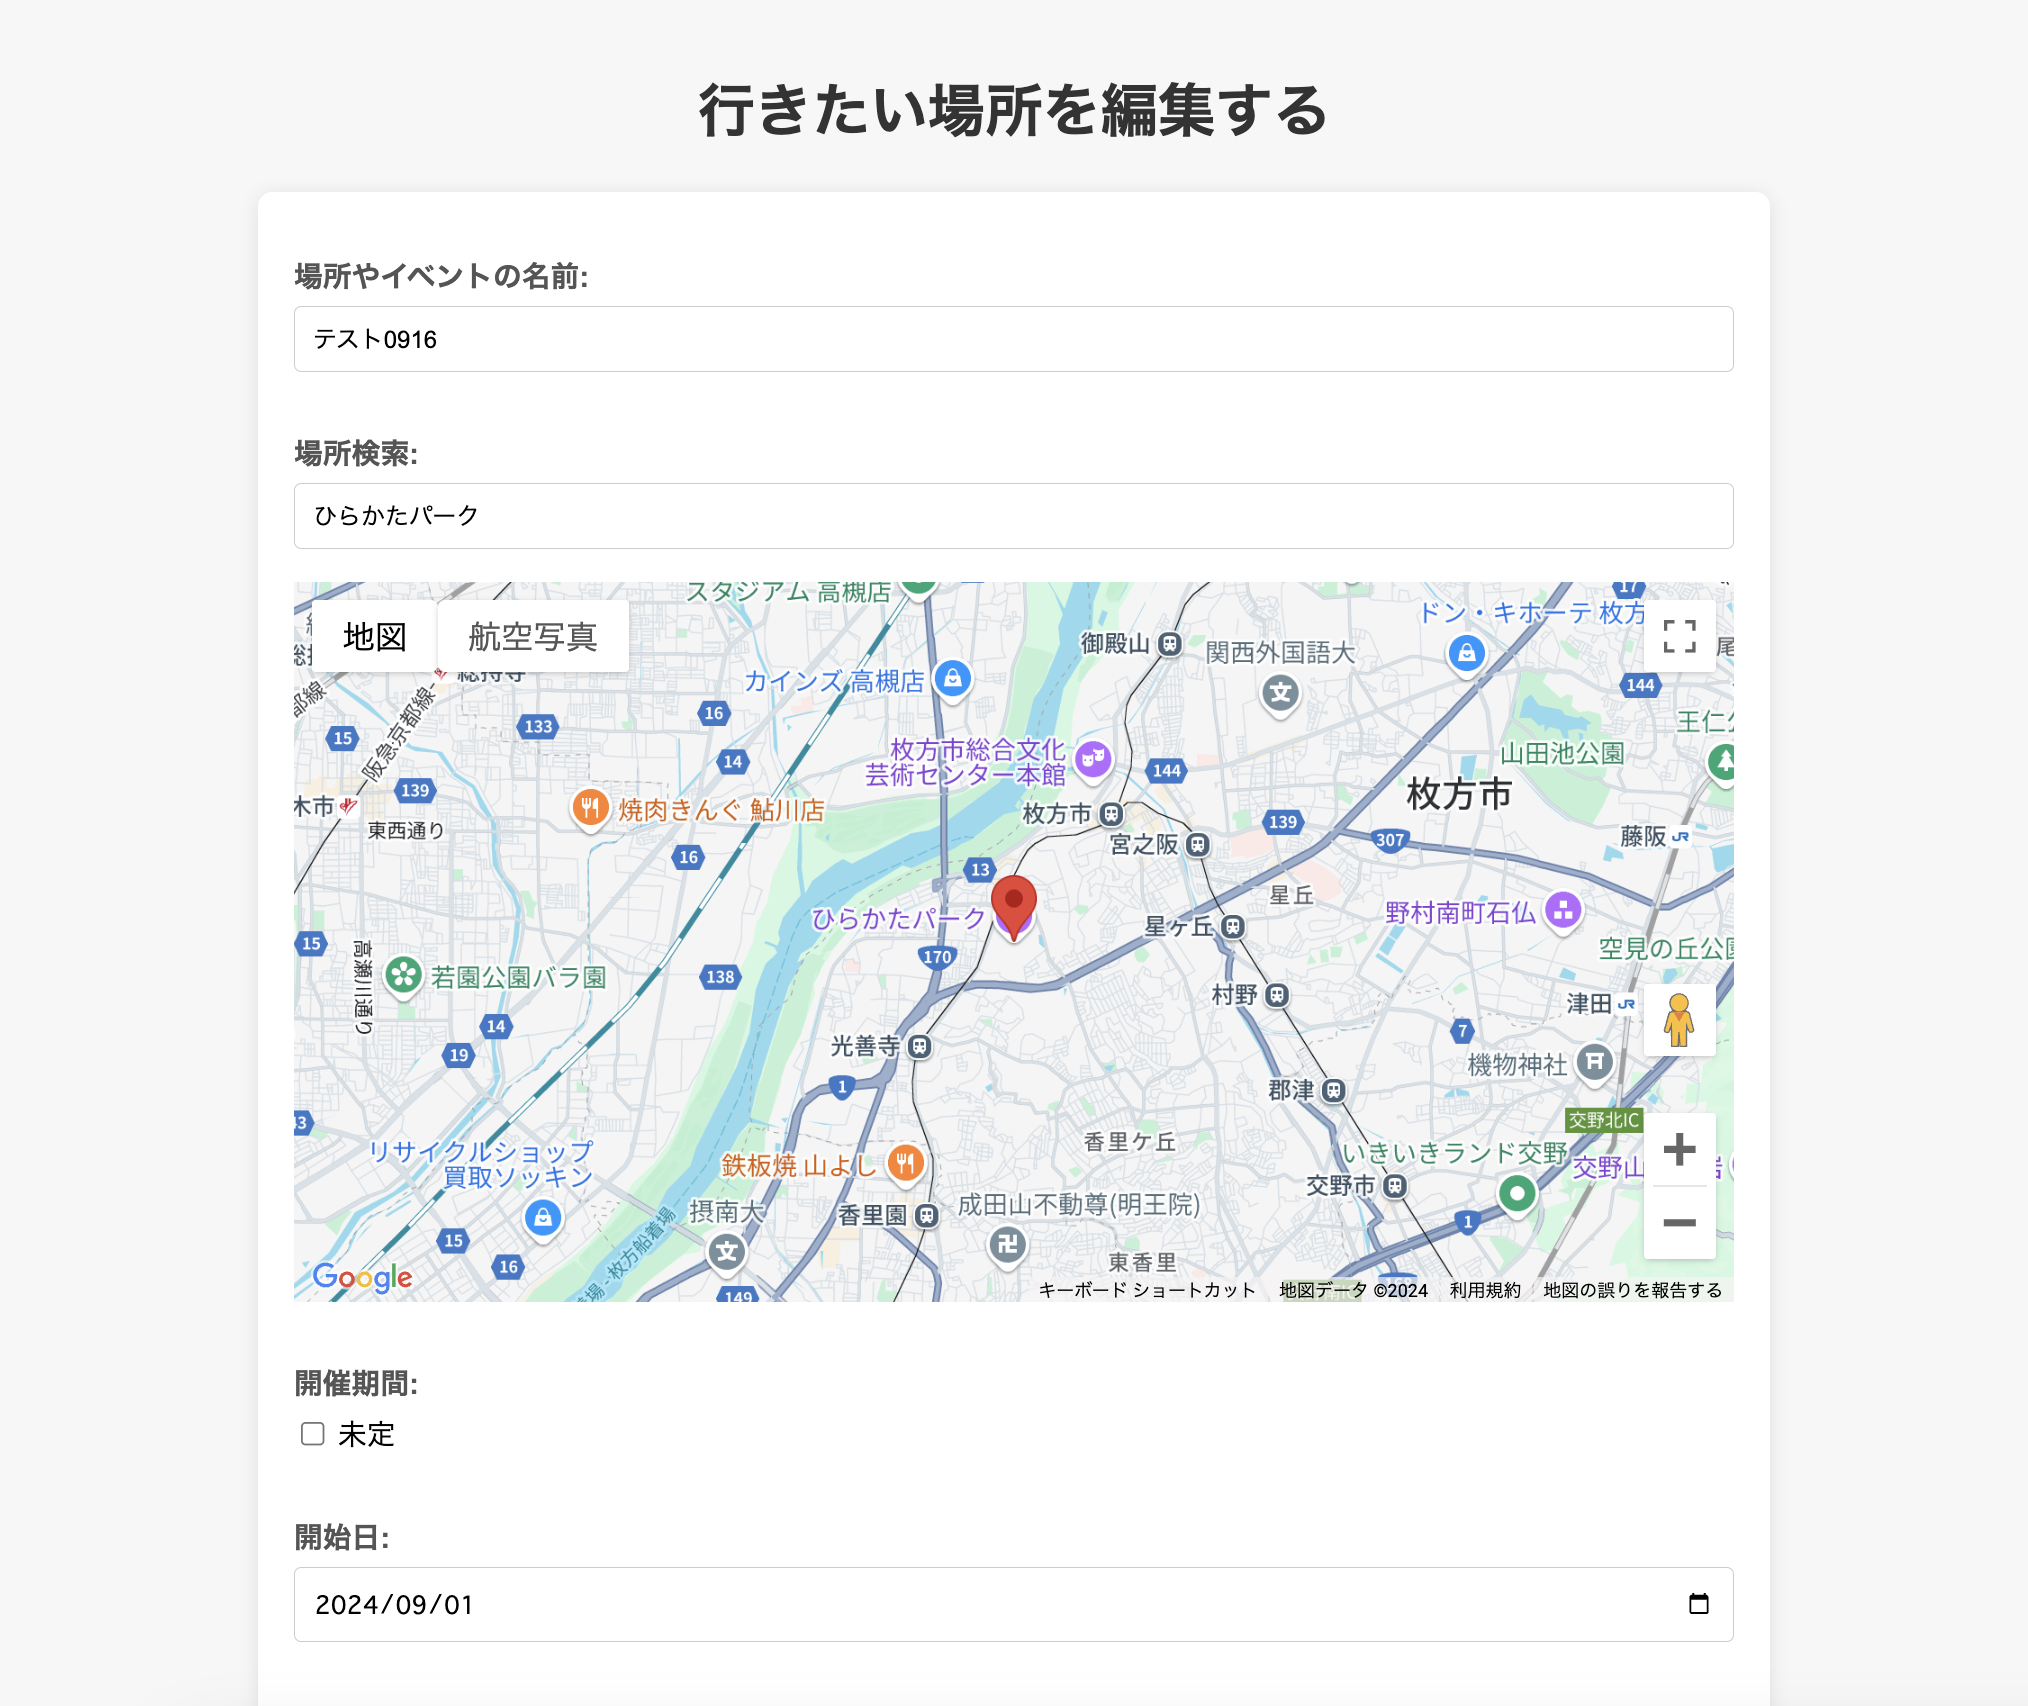 行きたい場所を編集する
場所やイベントの名前:
テスト0916
場所検索:
ひらかたパーク
地図
航空写真
スタジアム 高槻店
17
ドン・キホーテ 枚方
御殿山
関西外国語大
総持寺
カインズ 高槻店
144
都線
阪急京都線
133
16
15
王仁公
山田池公園
枚方市総合文化
芸術センター本館
14
144
139
枚方市
木市
焼肉きんぐ 鮎川店
枚方市
139
307
藤阪
東西通り
宮之阪
16
13
星丘
ひらかたパーク
野村南町石仏
15
星ヶ丘
空見の丘公園
高瀬川通り
若園公園バラ園
138
170
村野
津田
14
19
光善寺
7
機物神社
1
郡津
交野北IC
香里ケ丘
リサイクルショップ
買取ソッキン
鉄板焼 山よし
いきいきランド交野
交野山
交野市
摂南大
香里園
成田山不動尊(明王院)
15
1
16
東香里
枚方船着場
149
Google
キーボード ショートカット
地図データ ©2024
利用規約
地図の誤りを報告する
開催期間:
未定
開始日:
2024/09/01